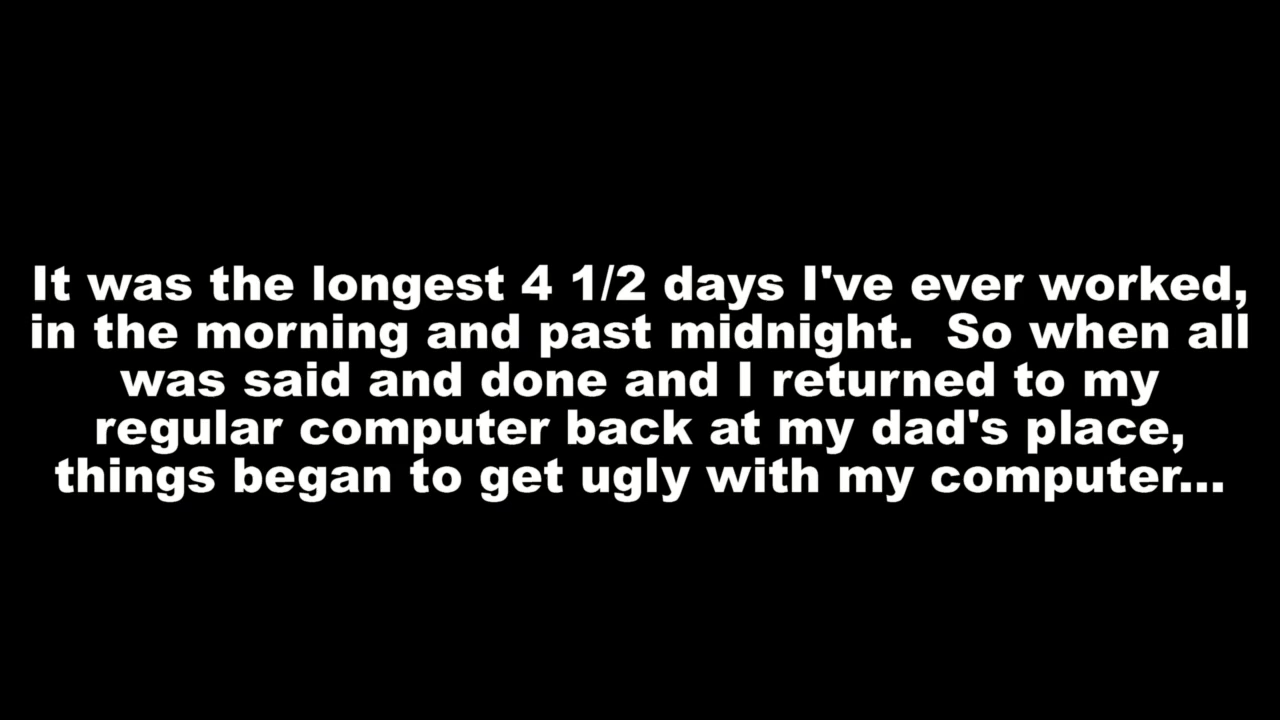 It was the longest 4 1/2 days I've ever worked,
in the morning and past midnight.  So when all
was said and done and I returned to my
regular computer back at my dad's place,
things began to get ugly with my computer...